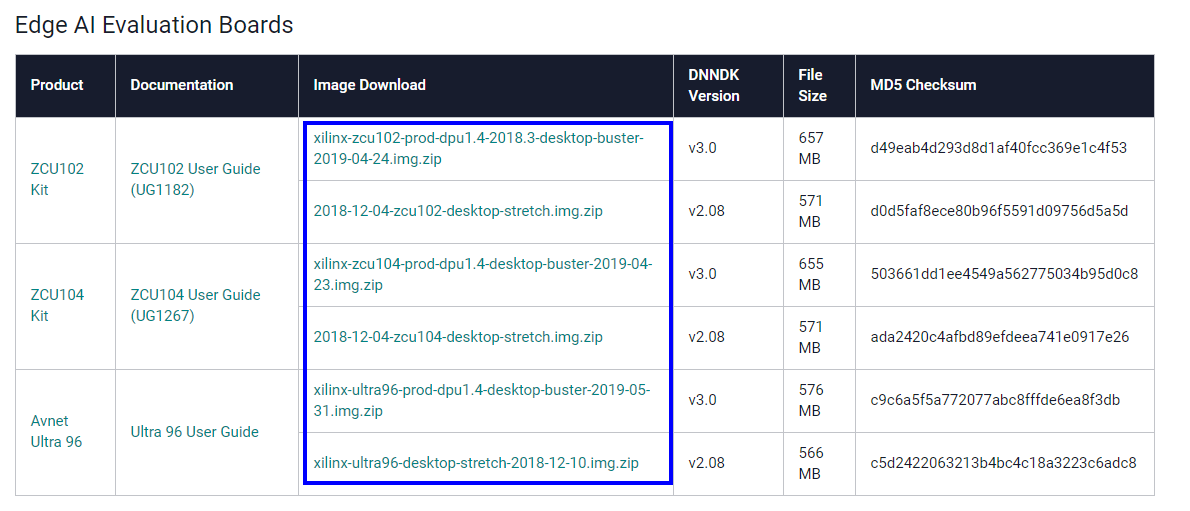 Edge AI Evaluation Boards
Product
Documentation
Image Download
DNNDK
Version
File
Size
MD5 Checksum
ZCU102
Kit
ZCU102 User Guide
(UG1182)
xilinx-zcu102-prod-dpu1.4-2018.3-desktop-buster-
2019-04-24.img.zip
v3.0
657
MB
d49eab4d293d8d1af40fcc369e1c4f53
2018-12-04-zcu102-desktop-stretch.img.zip
v2.08
571
MB
d0d5faf8ece80b96f5591d09756d5a5d
ZCU104
Kit
ZCU104 User Guide
(UG1267)
xilinx-zcu104-prod-dpu1.4-desktop-buster-2019-04-
23.img.zip
v3.0
655
MB
503661dd1ee4549a562775034b95d0c8
2018-12-04-zcu104-desktop-stretch.img.zip
v2.08
571
MB
ada2420c4afbd89efdeea741e0917e26
Avnet
Ultra 96
Ultra 96 User Guide
xilinx-ultra96-prod-dpu1.4-desktop-buster-2019-05-
31.img.zip
v3.0
576
MB
c9c6a5f5a772077abc8fffde6ea8f3db
xilinx-ultra96-desktop-stretch-2018-12-10.img.zip
v2.08
566
MB
c5d2422063213b4bc4c18a3223c6adc8